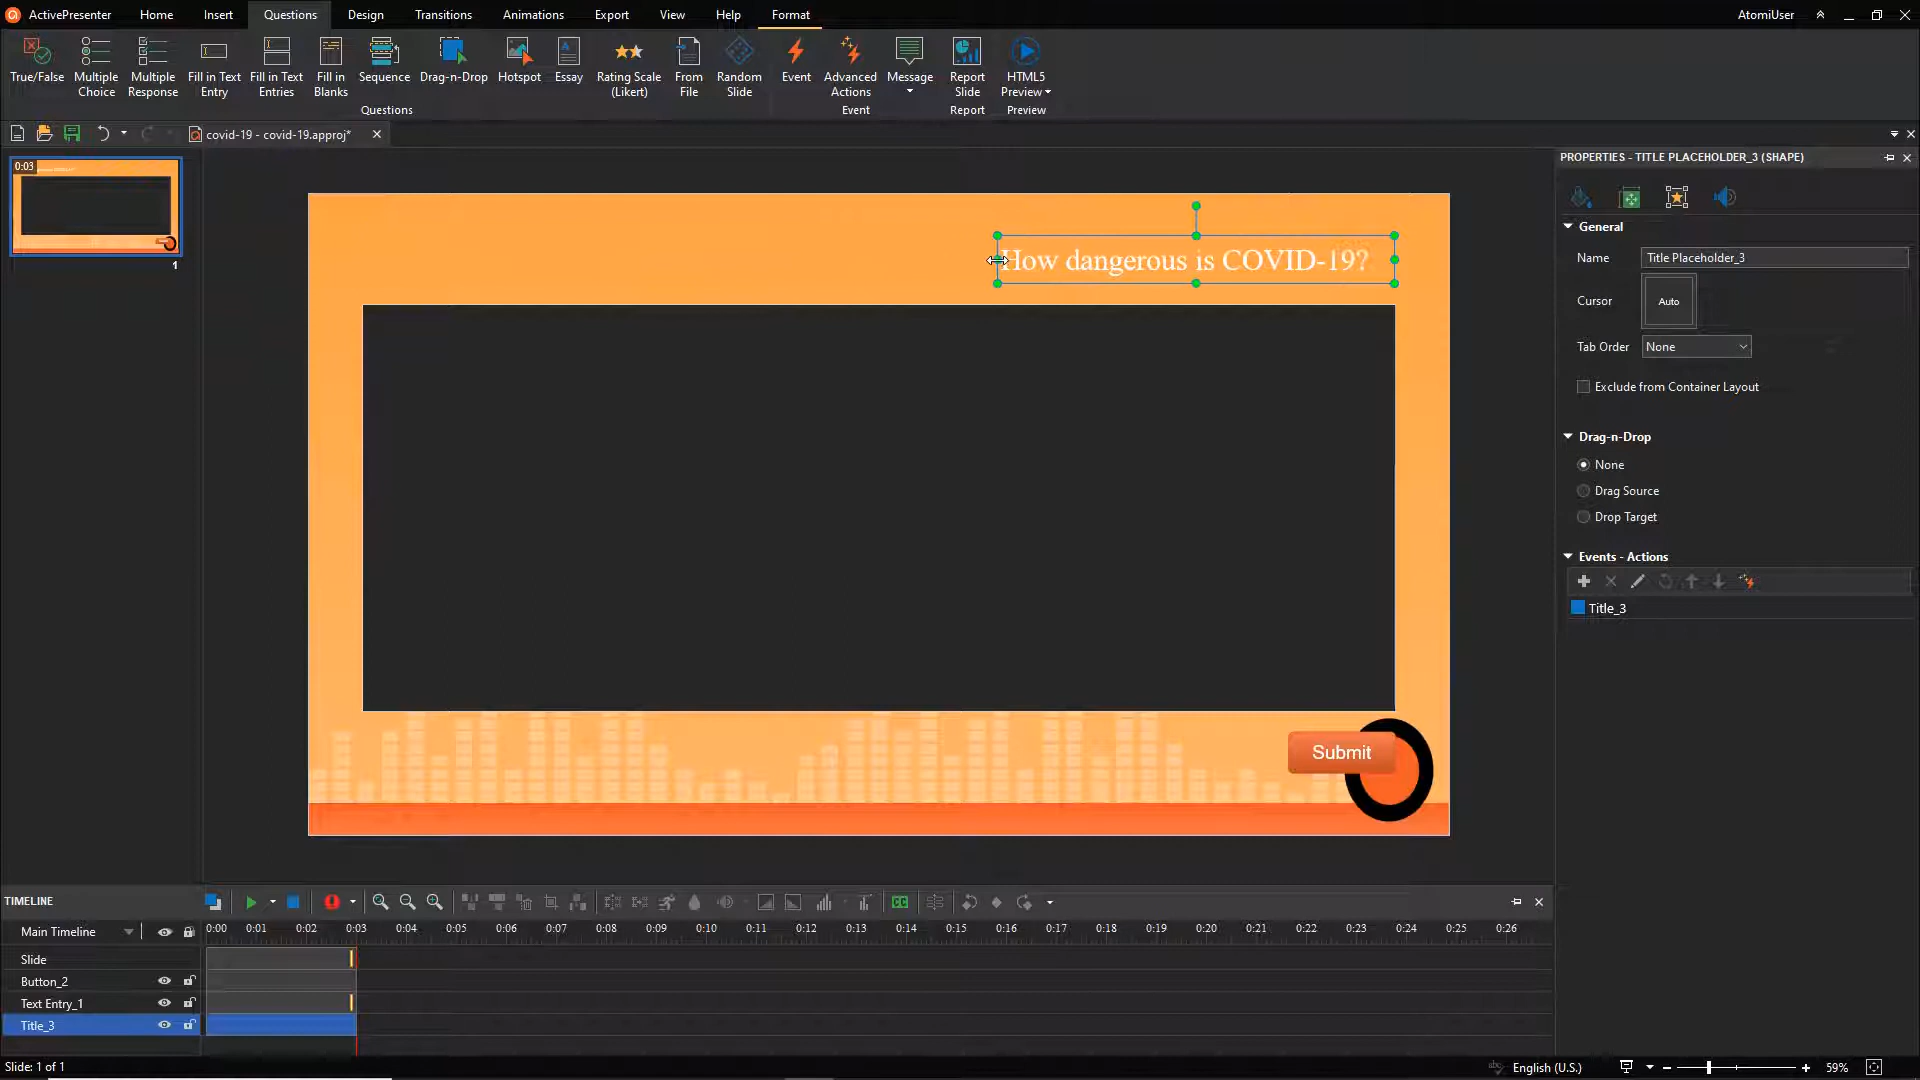 ActivePresenter Home Insert Questions Design Transitions Animations Export View Help Format AtomiUser
True/False Multiple Choice Multiple Response Fill in Text Entry Fill in Text Entries Fill in Blanks Sequence Drag-n-Drop Hotspot Essay Rating Scale (Likert) From File Random Slide Event Advanced Actions Message Report Slide HTML5 Preview
Questions Event Report Preview
covid-19 - covid-19.approj*
0:03
1
How dangerous is COVID-19?
Submit
PROPERTIES - TITLE PLACEHOLDER_3 (SHAPE)
General
Name Title Placeholder_3
Cursor Auto
Tab Order None
Exclude from Container Layout
Drag-n-Drop
None
Drag Source
Drop Target
Events - Actions
Title_3
TIMELINE CC
Main Timeline 0:00 0:01 0:02 0:03 0:04 0:05 0:06 0:07 0:08 0:09 0:10 0:11 0:12 0:13 0:14 0:15 0:16 0:17 0:18 0:19 0:20 0:21 0:22 0:23 0:24 0:25 0:26
Slide
Button_2
Text Entry_1
Title_3
Slide: 1 of 1 English (U.S.) 59%